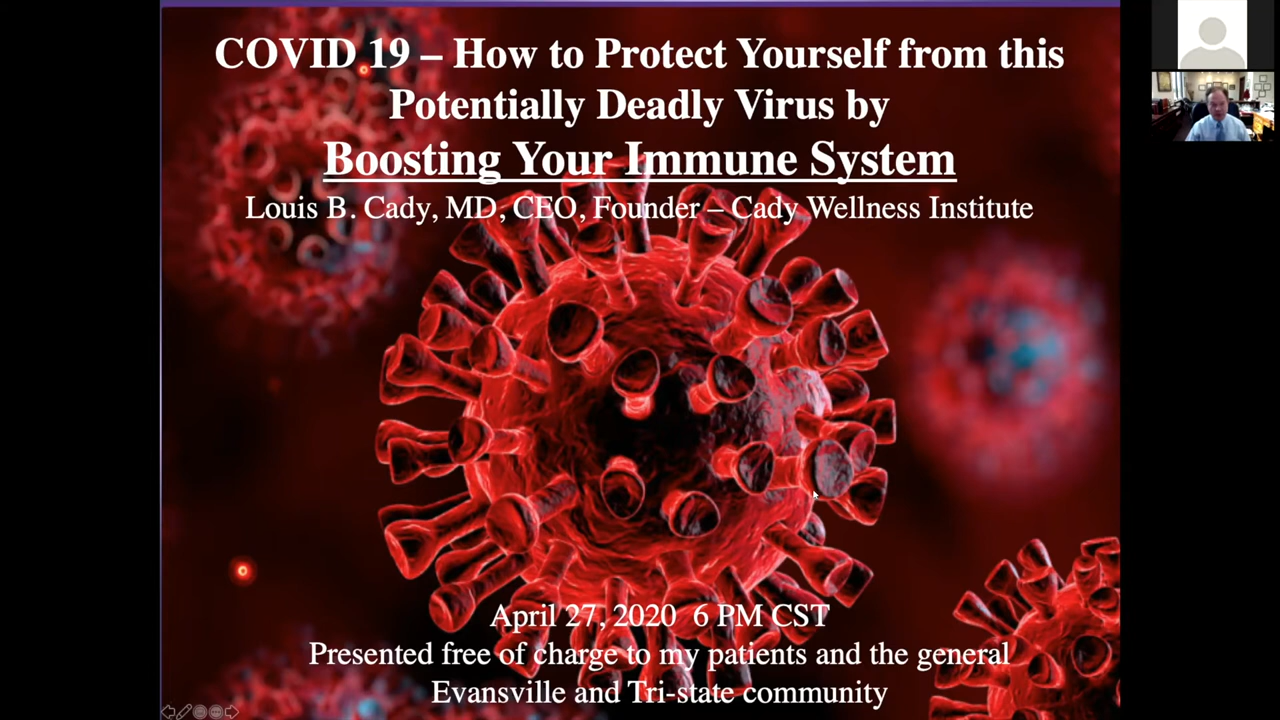 COVID 19 – How to Protect Yourself from this
Potentially Deadly Virus by
Boosting Your Immune System
Louis B. Cady, MD, CEO, Founder – Cady Wellness Institute
April 27, 2020 6 PM CST
Presented free of charge to my patients and the general
Evansville and Tri-state community